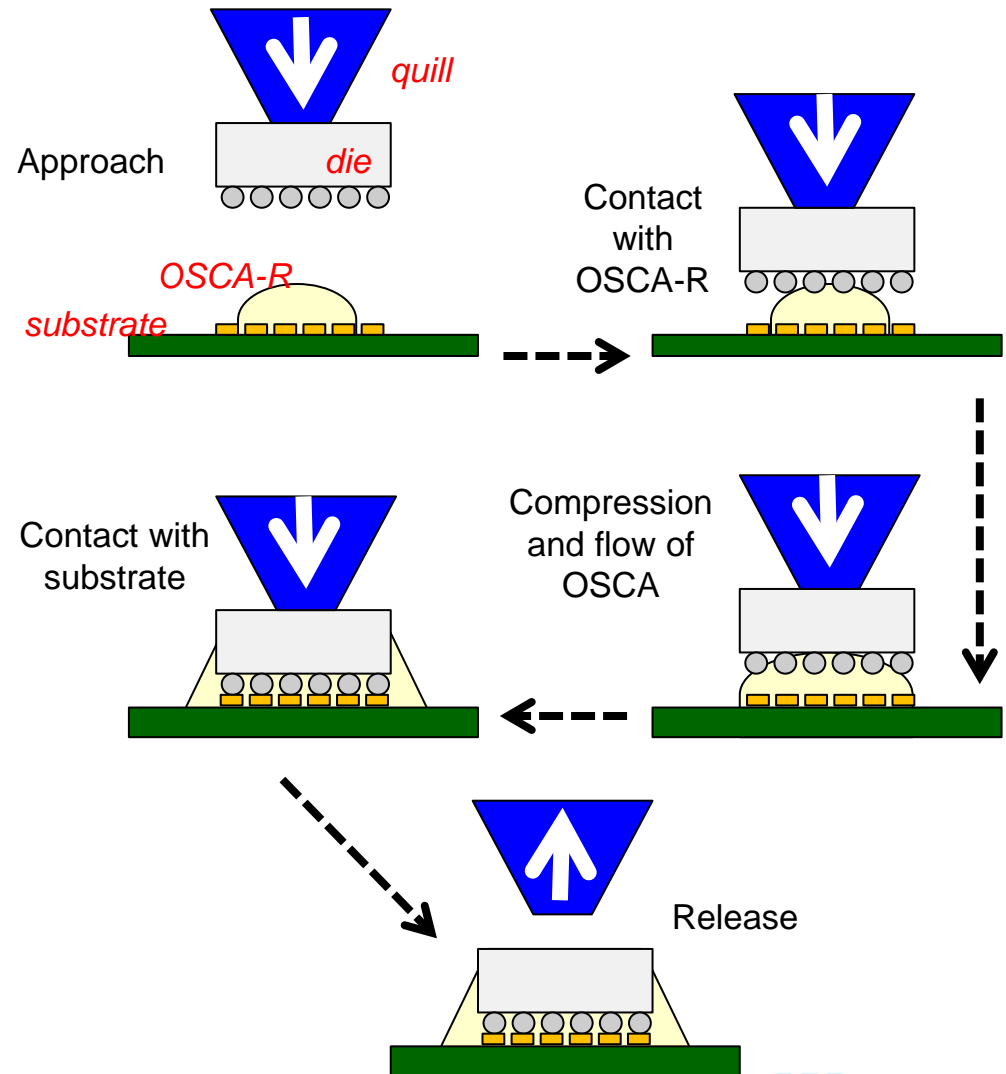 quill
Approach
die
Contact
with
OSCA-R
OSCA-R
substrate
Contact with
substrate
Compression
and flow of
OSCA
Release